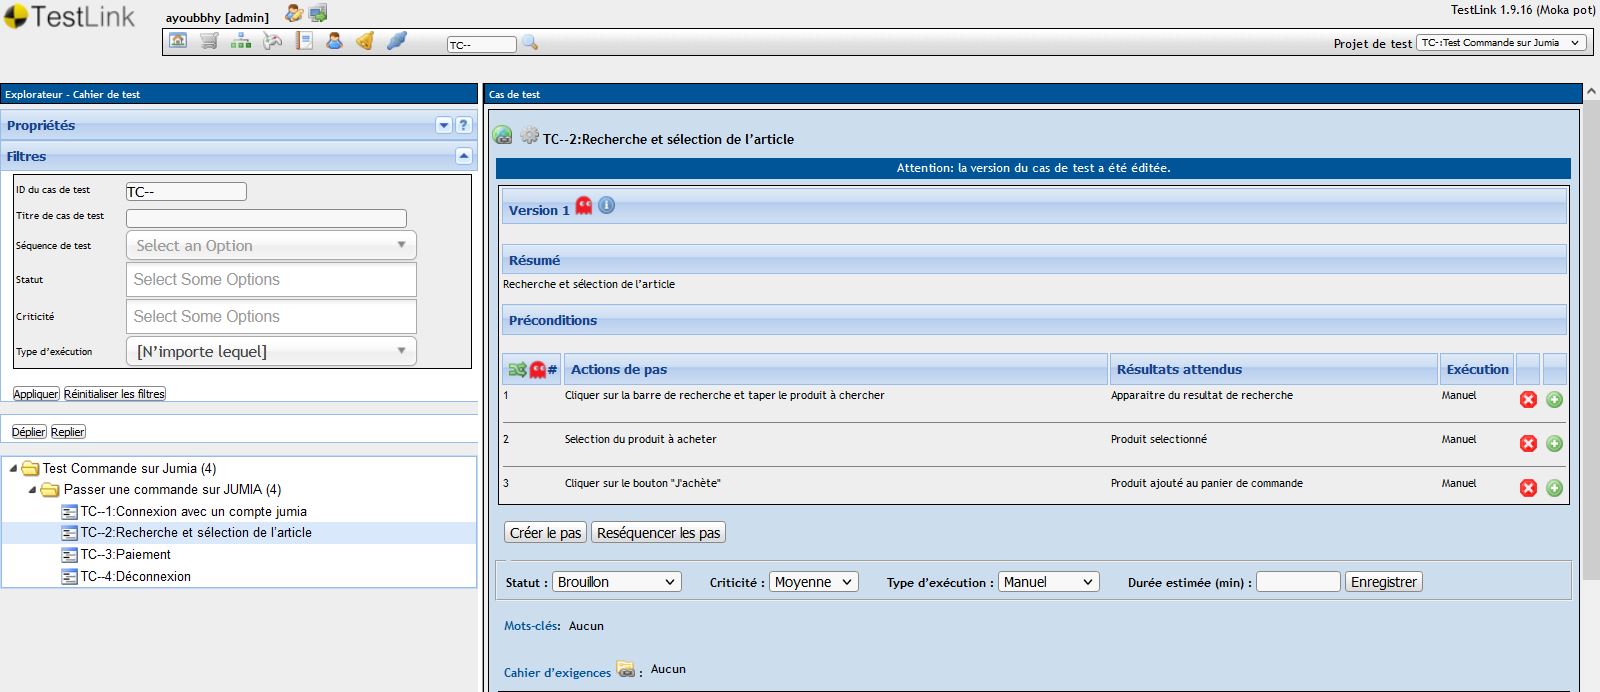 TestLink
ayoubbhy [admin]
TestLink 1.9.16 (Moka pot)
TC--
Projet de test TC-:Test Commande sur Jumia
Explorateur - Cahier de test
Propriétés
?
Filtres
ID du cas de test TC--
Titre de cas de test
Séquence de test Select an Option
Statut Select Some Options
Criticité Select Some Options
Type d'exécution [N'importe lequel]
Appliquer Réinitialiser les filtres
Déplier Replier
Test Commande sur Jumia (4)
Passer une commande sur JUMIA (4)
TC--1:Connexion avec un compte jumia
TC--2:Recherche et sélection de l'article
TC--3:Paiement
TC--4:Déconnexion
Cas de test
TC--2:Recherche et sélection de l'article
Attention: la version du cas de test a été éditée.
Version 1
Résumé
Recherche et sélection de l'article
Préconditions
# Actions de pas Résultats attendus Exécution
1 Cliquer sur la barre de recherche et taper le produit à chercher Apparaitre du resultat de recherche Manuel
2 Selection du produit à acheter Produit selectionné Manuel
3 Cliquer sur le bouton "J'achète" Produit ajouté au panier de commande Manuel
Créer le pas Reséquencer les pas
Statut : Brouillon Criticité : Moyenne Type d'exécution : Manuel Durée estimée (min) : Enregistrer
Mots-clés: Aucun
Cahier d'exigences : Aucun